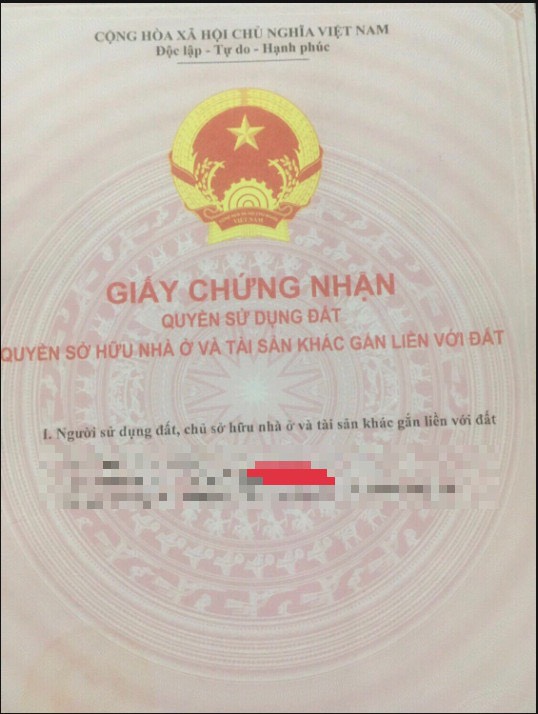 CỘNG HÒA XÃ HỘI CHỦ NGHĨA VIỆT NAM
Độc lập - Tự do - Hạnh phúc
VIỆT NAM
GIẤY CHỨNG NHẬN
QUYỀN SỬ DỤNG ĐẤT
QUYỀN SỞ HỮU NHÀ Ở VÀ TÀI SẢN KHÁC GẮN LIỀN VỚI ĐẤT
I. Người sử dụng đất, chủ sở hữu nhà ở và tài sản khác gắn liền với đất